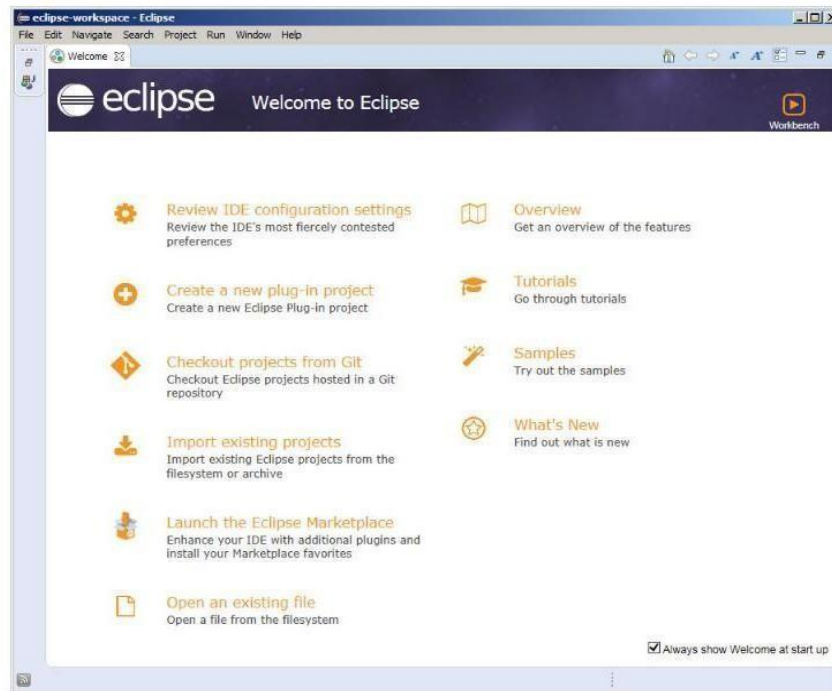 eclipse-workspace - Eclipse
File Edit Navigate Search Project Run Window Help
Welcome
eclipse
Welcome to Eclipse
Workbench
Review IDE configuration settings
Review the IDE's most fiercely contested
preferences
Create a new plug-in project
Create a new Eclipse Plug-in project
Checkout projects from Git
Checkout Eclipse projects hosted in a Git
repository
Import existing projects
Import existing Eclipse projects from the
filesystem or archive
Launch the Eclipse Marketplace
Enhance your IDE with additional plugins and
install your Marketplace favorites
Open an existing file
Open a file from the filesystem
Overview
Get an overview of the features
Tutorials
Go through tutorials
Samples
Try out the samples
What's New
Find out what is new
Always show Welcome at start up